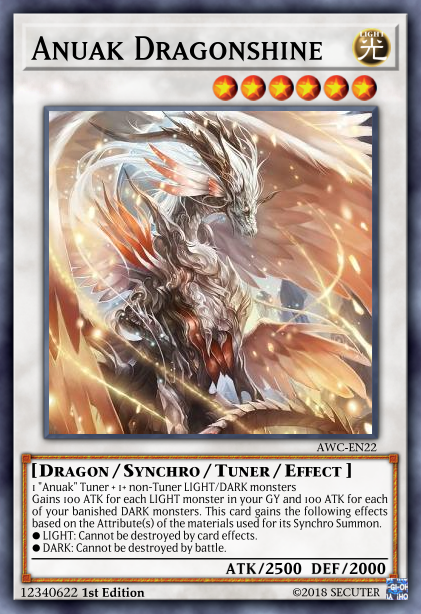 Anuak Dragonshine
LIGHT
光
AWC-EN22
[Dragon / Synchro / Tuner / Effect ]
1 "Anuak" Tuner + 1+ non-Tuner LIGHT/DARK monsters
Gains 100 ATK for each LIGHT monster in your GY and 100 ATK for each
of your banished DARK monsters. This card gains the following effects
based on the Attribute(s) of the materials used for its Synchro Summon.
● LIGHT: Cannot be destroyed by card effects.
● DARK: Cannot be destroyed by battle.
ATK/2500 DEF/2000
12340622 1st Edition
©2018 SECUTER